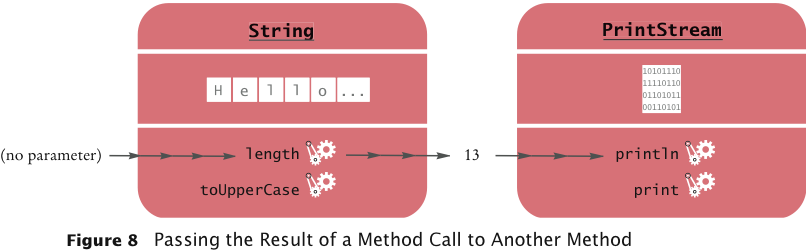 String
PrintStream
H e l l o ...
10101110
11110110
01101011
00110101
(no parameter) length 13 println
toUpperCase print
Figure 8 Passing the Result of a Method Call to Another Method